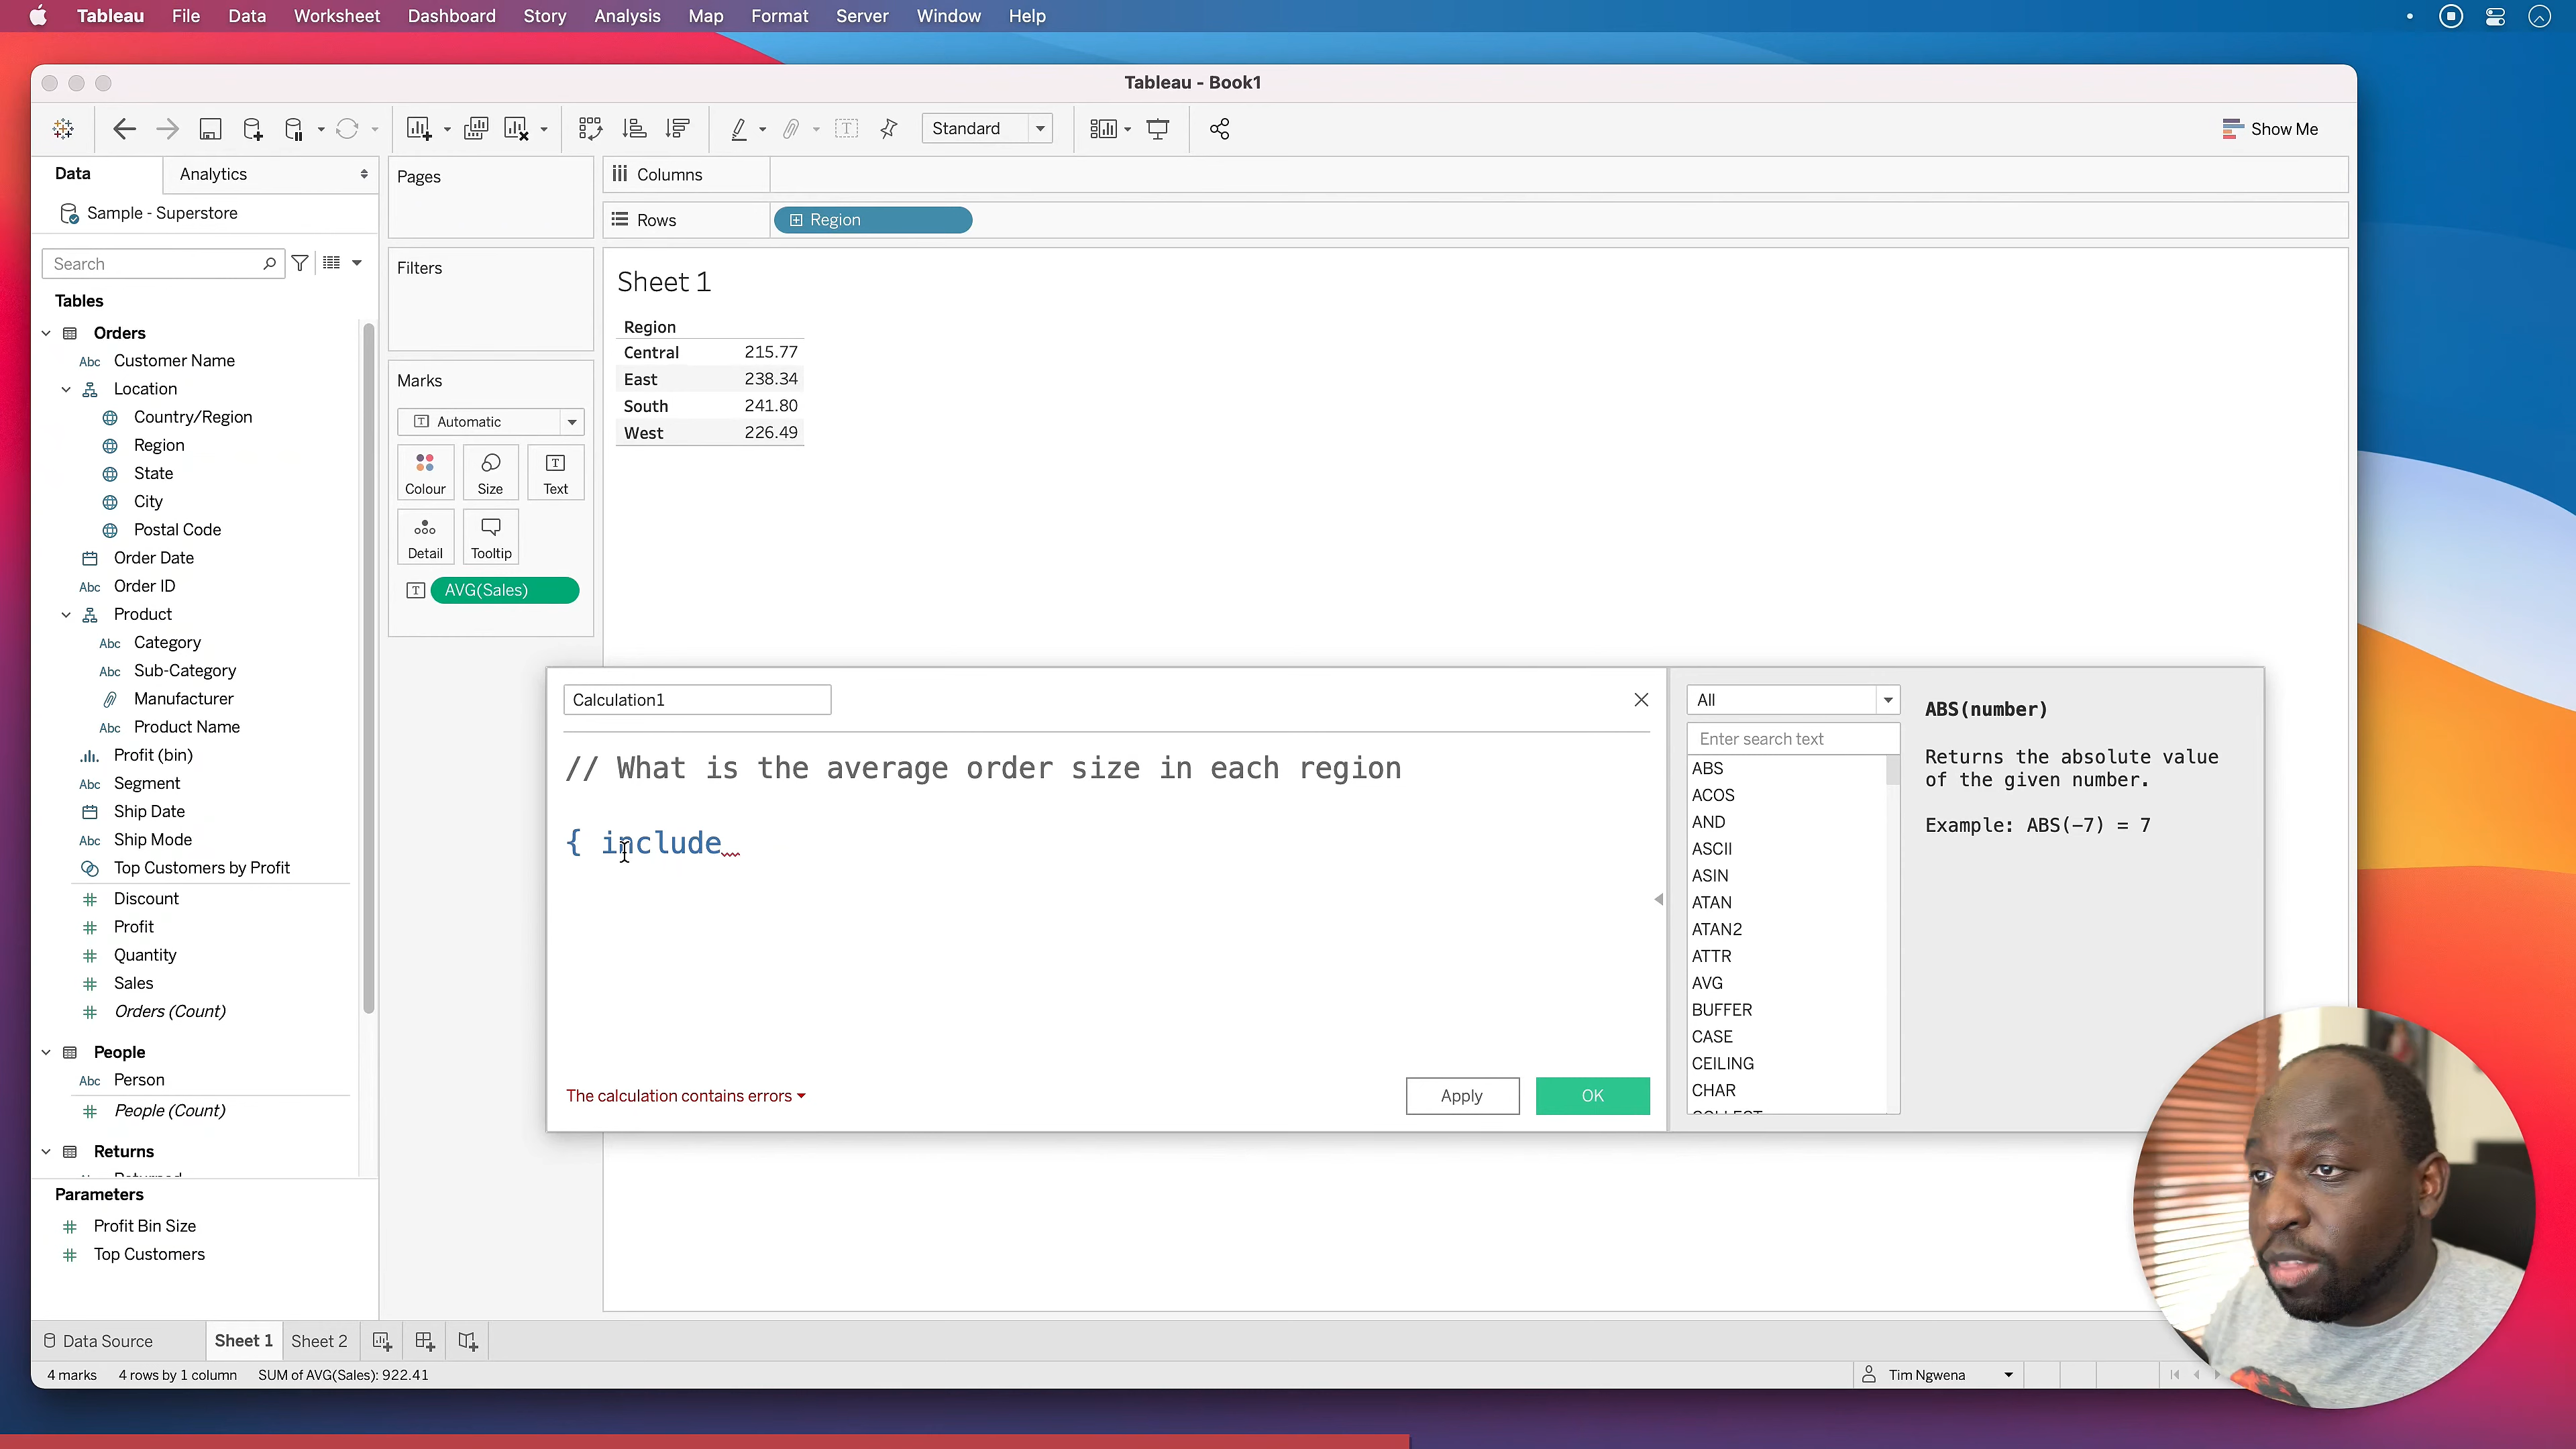 Tableau File Data Worksheet Dashboard Story Analysis Map Format Server Window Help
Tableau - Book1
Standard
Show Me
Data Analytics
Sample - Superstore
Search
Tables
Orders
Abc Customer Name
Location
Country/Region
Region
State
City
Postal Code
Order Date
Abc Order ID
Product
Abc Category
Abc Sub-Category
Manufacturer
Abc Product Name
Profit (bin)
Abc Segment
Ship Date
Abc Ship Mode
Top Customers by Profit
# Discount
# Profit
# Quantity
# Sales
# Orders (Count)
People
Abc Person
# People (Count)
Returns
Parameters
# Profit Bin Size
# Top Customers
Pages
Filters
Marks
T Automatic
Colour Size T Text
Detail Tooltip
T AVG(Sales)
Columns
Rows Region
Sheet 1
Region
Central 215.77
East 238.34
South 241.80
West 226.49
Calculation1
// What is the average order size in each region
{ include
The calculation contains errors
Apply OK
All
Enter search text
ABS
ACOS
AND
ASCII
ASIN
ATAN
ATAN2
ATTR
AVG
BUFFER
CASE
CEILING
CHAR
ABS(number)
Returns the absolute value
of the given number.
Example: ABS(-7) = 7
Data Source Sheet 1 Sheet 2
4 marks 4 rows by 1 column SUM of AVG(Sales): 922.41
Tim Ngwena